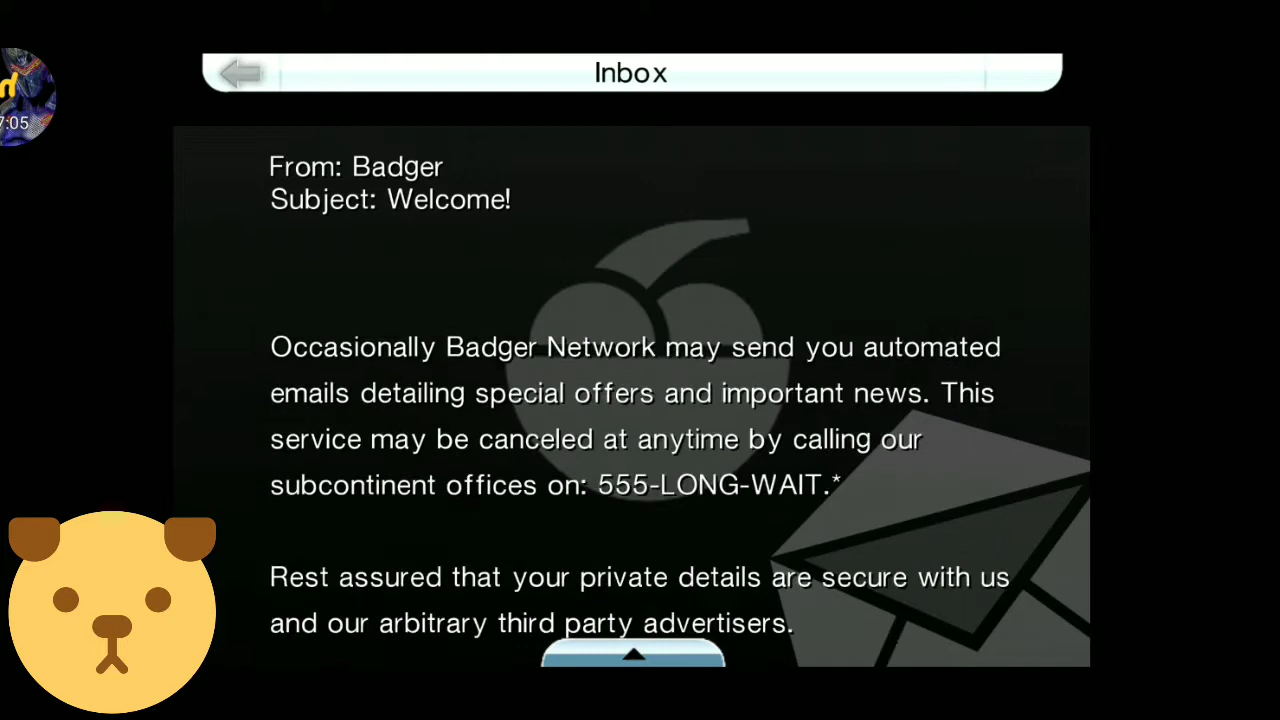 Inbox
7:05
From: Badger
Subject: Welcome!
Occasionally Badger Network may send you automated
emails detailing special offers and important news. This
service may be canceled at anytime by calling our
subcontinent offices on: 555-LONG-WAIT.*
Rest assured that your private details are secure with us
and our arbitrary third party advertisers.